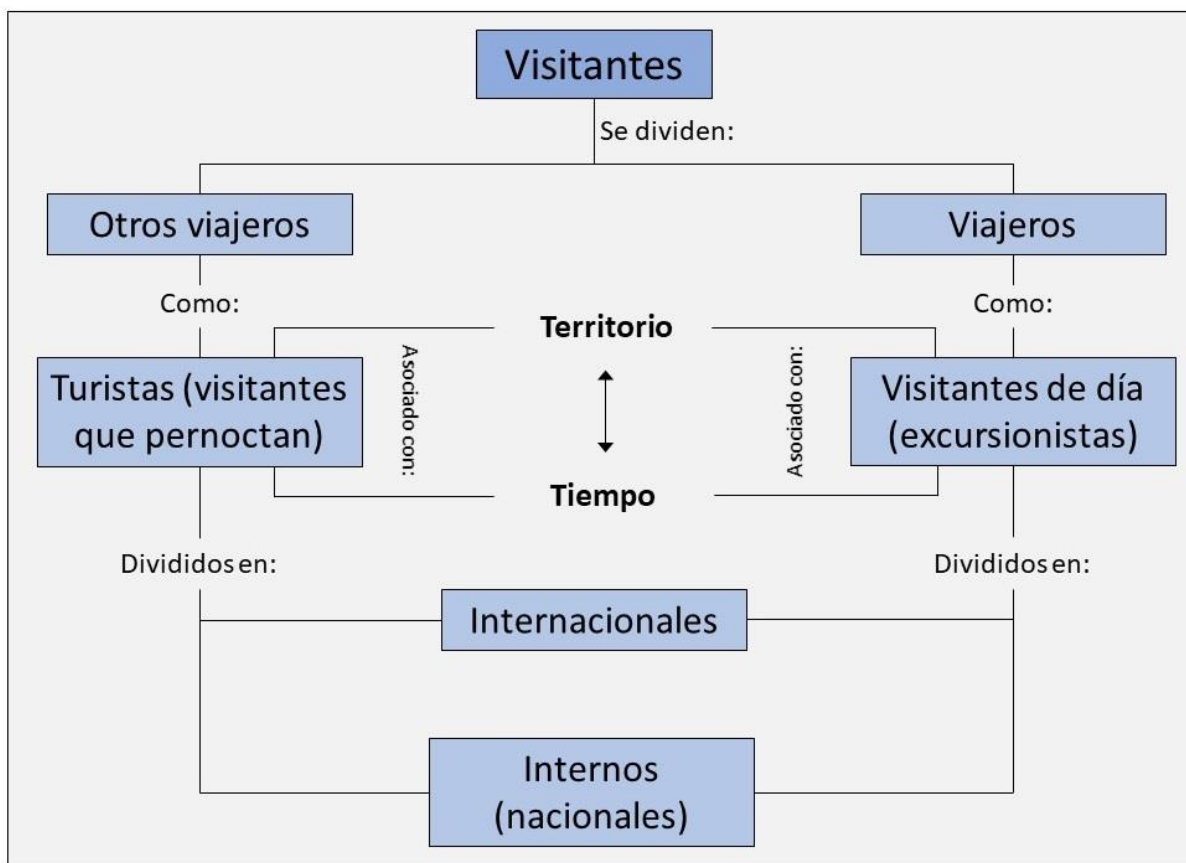 Visitantes
Se dividen:
Otros viajeros
Viajeros
Como:
Como:
Territorio
Turistas (visitantes
que pernoctan)
Asociado con:
Asociado con:
Visitantes de día
(excursionistas)
Tiempo
Divididos en:
Divididos en:
Internacionales
Internos
(nacionales)